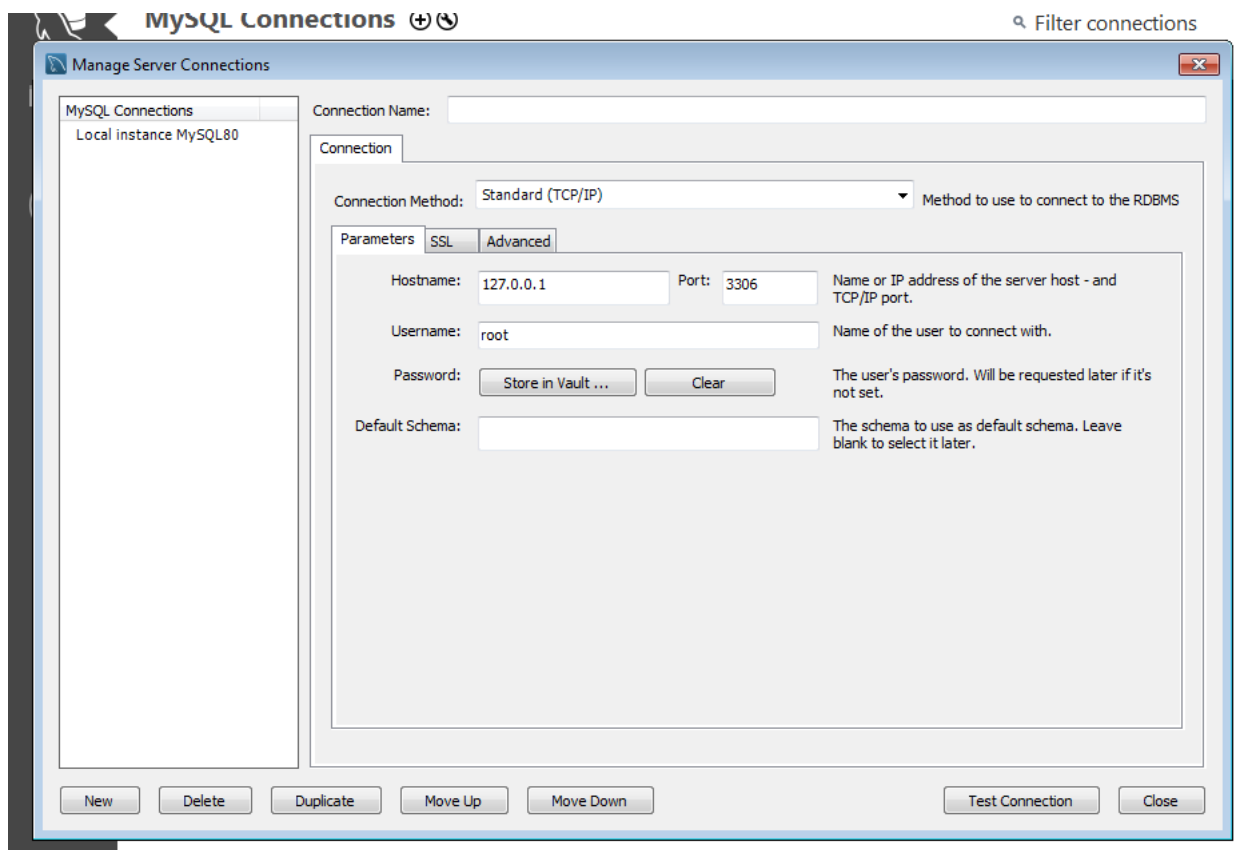 MySQL Connections
Filter connections
Manage Server Connections
MySQL Connections
Local instance MySQL80
Connection Name:
Connection
Connection Method: Standard (TCP/IP) Method to use to connect to the RDBMS
Parameters SSL Advanced
Hostname: 127.0.0.1 Port: 3306 Name or IP address of the server host - and
TCP/IP port.
Username: root Name of the user to connect with.
Password: Store in Vault ... Clear The user's password. Will be requested later if it's
not set.
Default Schema: The schema to use as default schema. Leave
blank to select it later.
New Delete Duplicate Move Up Move Down Test Connection Close